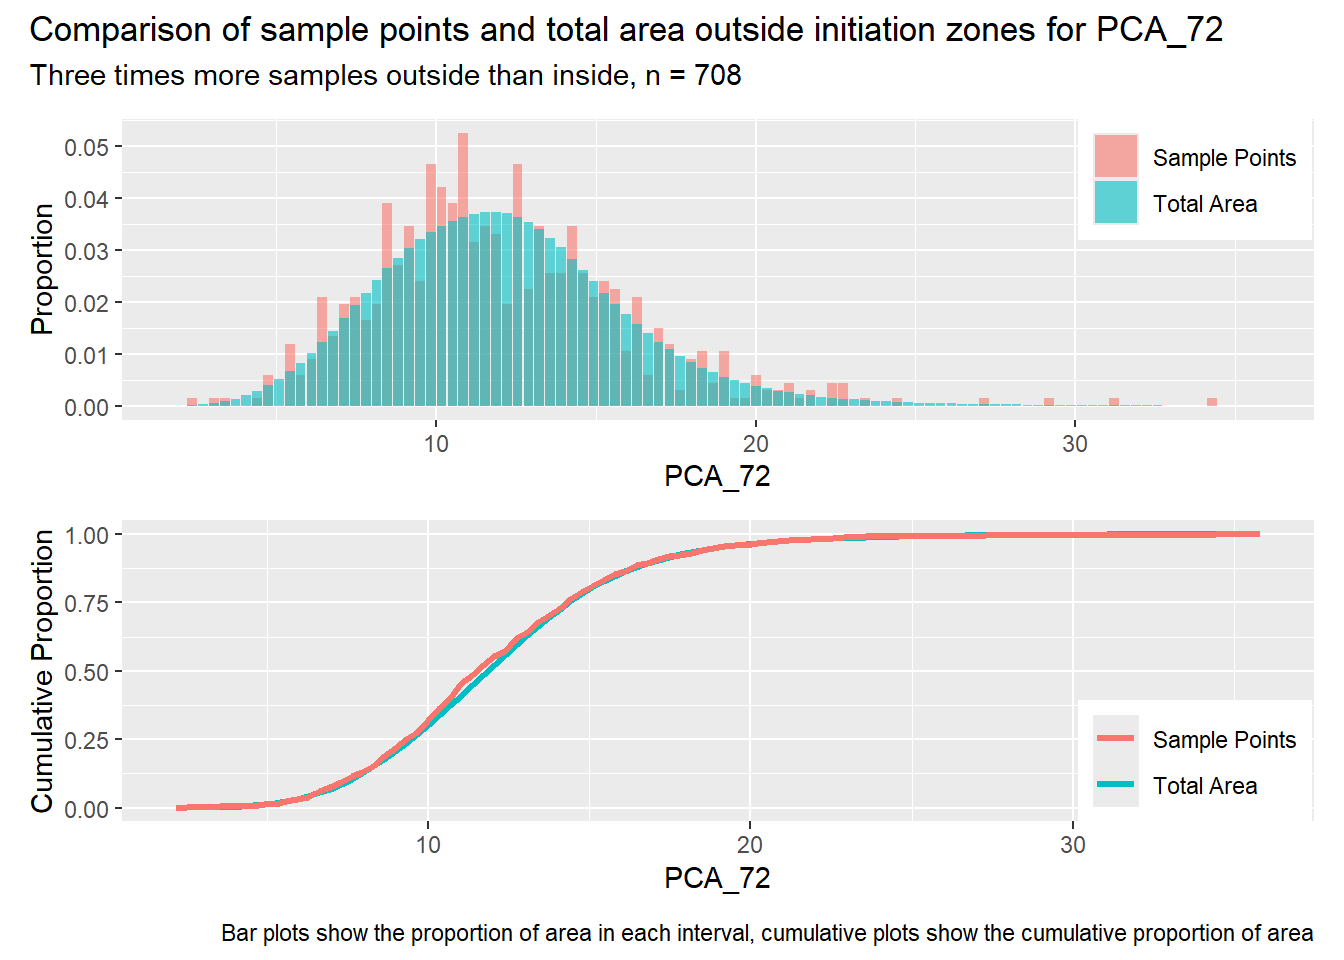 Comparison of sample points and total area outside initiation zones for PCA_72
Three times more samples outside than inside, n = 708
Proportion
0.05
0.04
0.03
0.02
0.01
0.00
Sample Points
Total Area
10
20
30
PCA_72
Cumulative Proportion
1.00
0.75
0.50
0.25
0.00
Sample Points
Total Area
10
20
30
PCA_72
Bar plots show the proportion of area in each interval, cumulative plots show the cumulative proportion of area